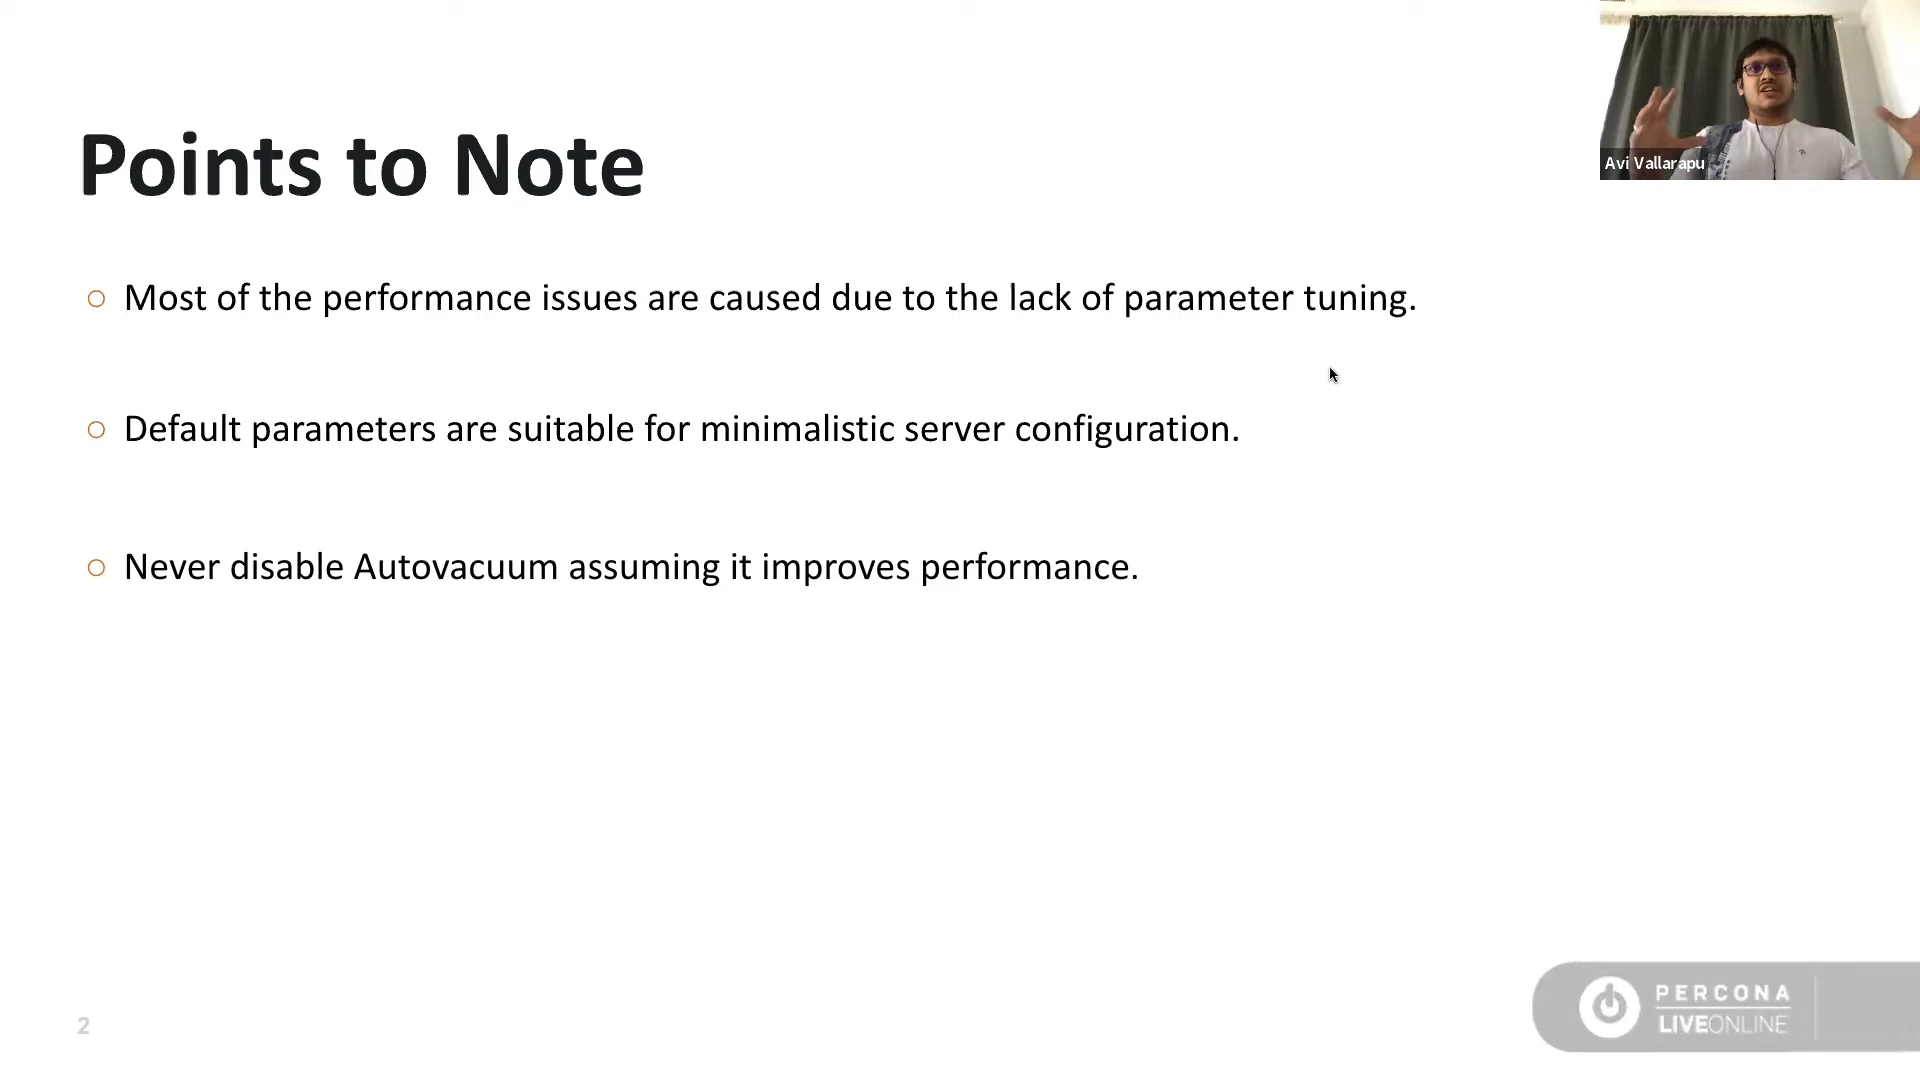 Avi Vallarapu
Points to Note
Most of the performance issues are caused due to the lack of parameter tuning.
Default parameters are suitable for minimalistic server configuration.
Never disable Autovacuum assuming it improves performance.
2
PERCONA
LIVEONLINE